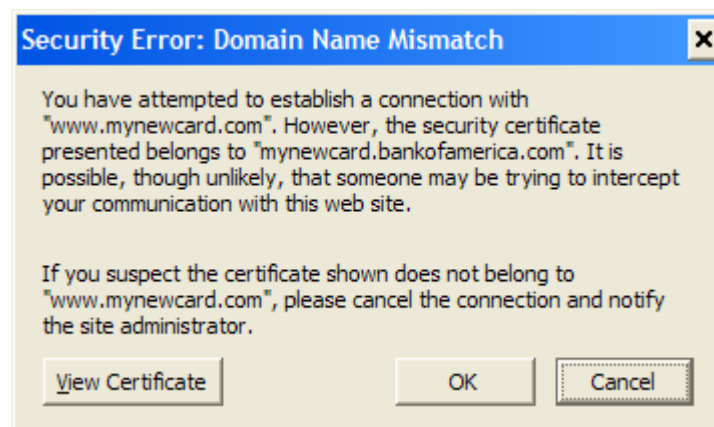 Security Error: Domain Name Mismatch
You have attempted to establish a connection with
"www.mynewcard.com". However, the security certificate
presented belongs to "mynewcard.bankofamerica.com". It is
possible, though unlikely, that someone may be trying to intercept
your communication with this web site.
If you suspect the certificate shown does not belong to
"www.mynewcard.com", please cancel the connection and notify
the site administrator.
View Certificate
OK
Cancel